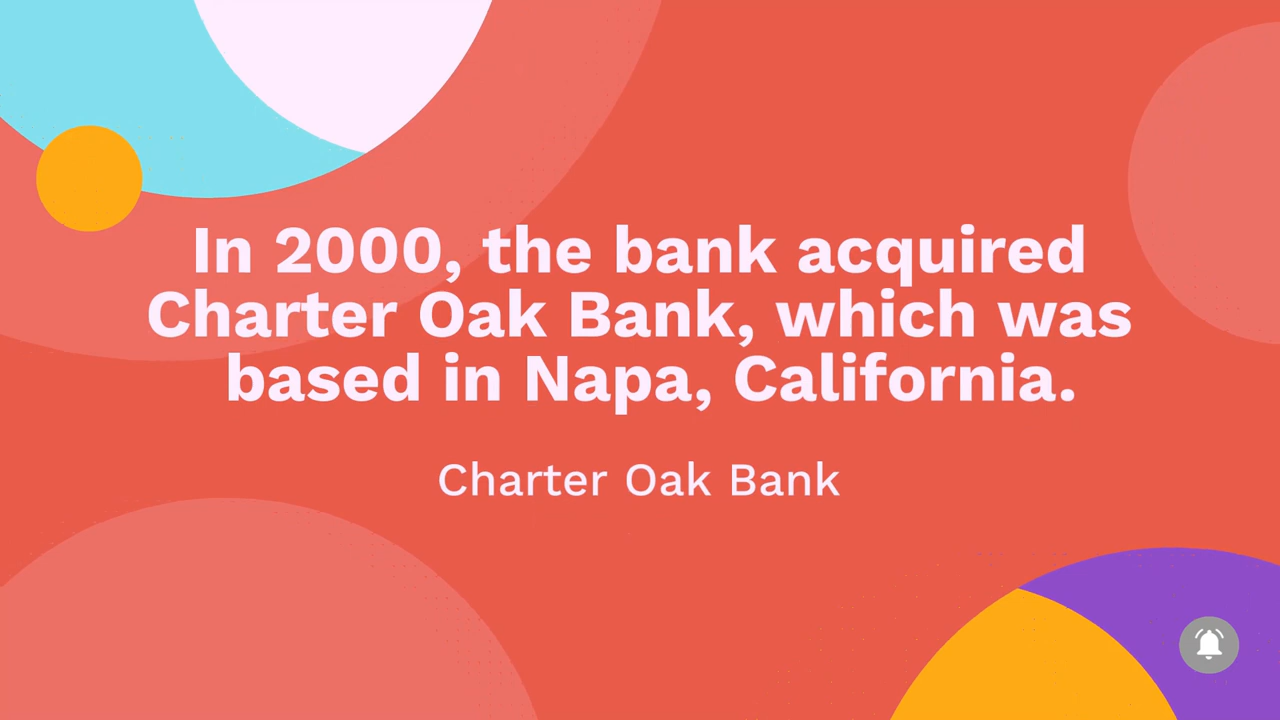 In 2000, the bank acquired
Charter Oak Bank, which was
based in Napa, California.
Charter Oak Bank